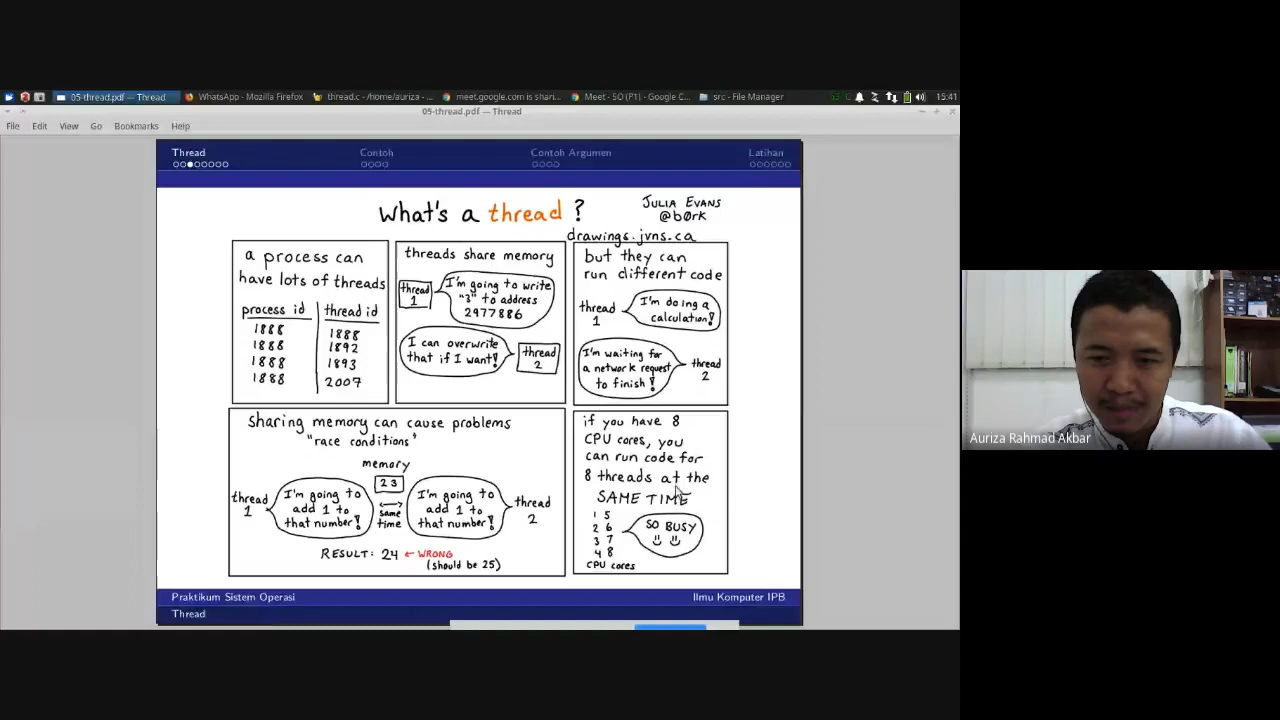 05-thread.pdf — Thread
WhatsApp - Mozilla Firefox
thread.c - /home/auriza - ...
meet.google.com is shari...
Meet - SO (P1) - Google C...
src - File Manager
15:41
05-thread.pdf — Thread
File Edit View Go Bookmarks Help
Thread
Contoh
Contoh Argumen
Latihan
What's a thread?
JULIA EVANS
@b0rk
drawings.jvns.ca
a process can
have lots of threads
process id thread id
1888 1888
1888 1892
1888 1893
1888 2007
threads share memory
thread
1
I'm going to write
"3" to address
2977886
I can overwrite
that if I want!
thread
2
but they can
run different code
thread
1
I'm doing a
calculation!
I'm waiting for
a network request
to finish!
thread
2
Sharing memory can cause problems
"race conditions"
memory
23
thread
1
I'm going to
add 1 to
that number!
same
time
I'm going to
add 1 to
that number!
thread
2
RESULT: 24 ← WRONG
(should be 25)
if you have 8
CPU cores, you
can run code for
8 threads at the
SAME TIME
1 5
2 6
3 7
4 8
CPU cores
SO BUSY
Praktikum Sistem Operasi
Ilmu Komputer IPB
Thread
Auriza Rahmad Akbar